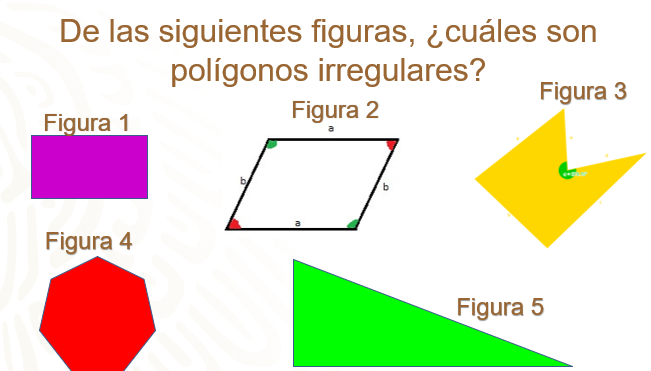 De las siguientes figuras, ¿cuáles son
polígonos irregulares?
Figura 1
Figura 2
Figura 3
a
b
b
a
Figura 4
Figura 5